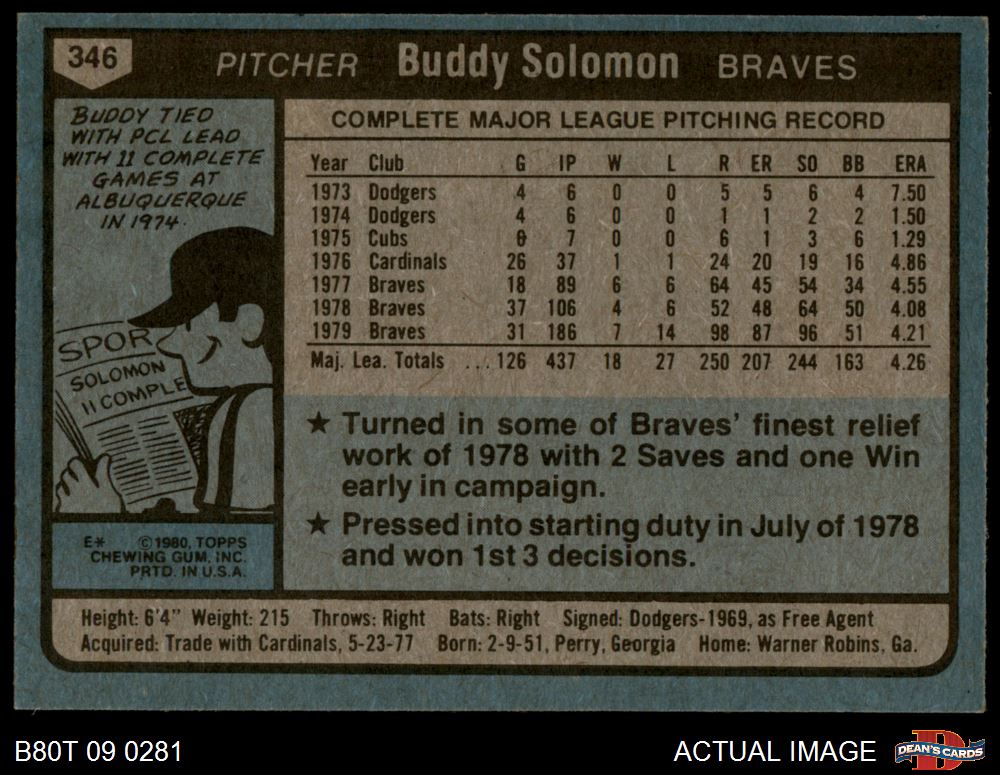 346 PITCHER Buddy Solomon BRAVES
BUDDY TIED
WITH PCL LEAD
WITH 11 COMPLETE
GAMES AT
ALBUQUERQUE
IN 1974.
SPOR
SOLOMON
11 COMPLE
E* ©1980, TOPPS
CHEWING GUM, INC.
PRTD. IN U.S.A.
COMPLETE MAJOR LEAGUE PITCHING RECORD
Year Club G IP W L R ER SO BB ERA
1973 Dodgers 4 6 0 0 5 5 6 4 7.50
1974 Dodgers 4 6 0 0 1 1 2 2 1.50
1975 Cubs 6 7 0 0 6 1 3 6 1.29
1976 Cardinals 26 37 1 1 24 20 19 16 4.86
1977 Braves 18 89 6 6 64 45 54 34 4.55
1978 Braves 37 106 4 6 52 48 64 50 4.08
1979 Braves 31 186 7 14 98 87 96 51 4.21
Maj. Lea. Totals ... 126 437 18 27 250 207 244 163 4.26
★ Turned in some of Braves' finest relief
work of 1978 with 2 Saves and one Win
early in campaign.
★ Pressed into starting duty in July of 1978
and won 1st 3 decisions.
Height: 6'4" Weight: 215 Throws: Right Bats: Right Signed: Dodgers-1969, as Free Agent
Acquired: Trade with Cardinals, 5-23-77 Born: 2-9-51, Perry, Georgia Home: Warner Robins, Ga.
B80T 09 0281 ACTUAL IMAGE D DEAN'S CARDS